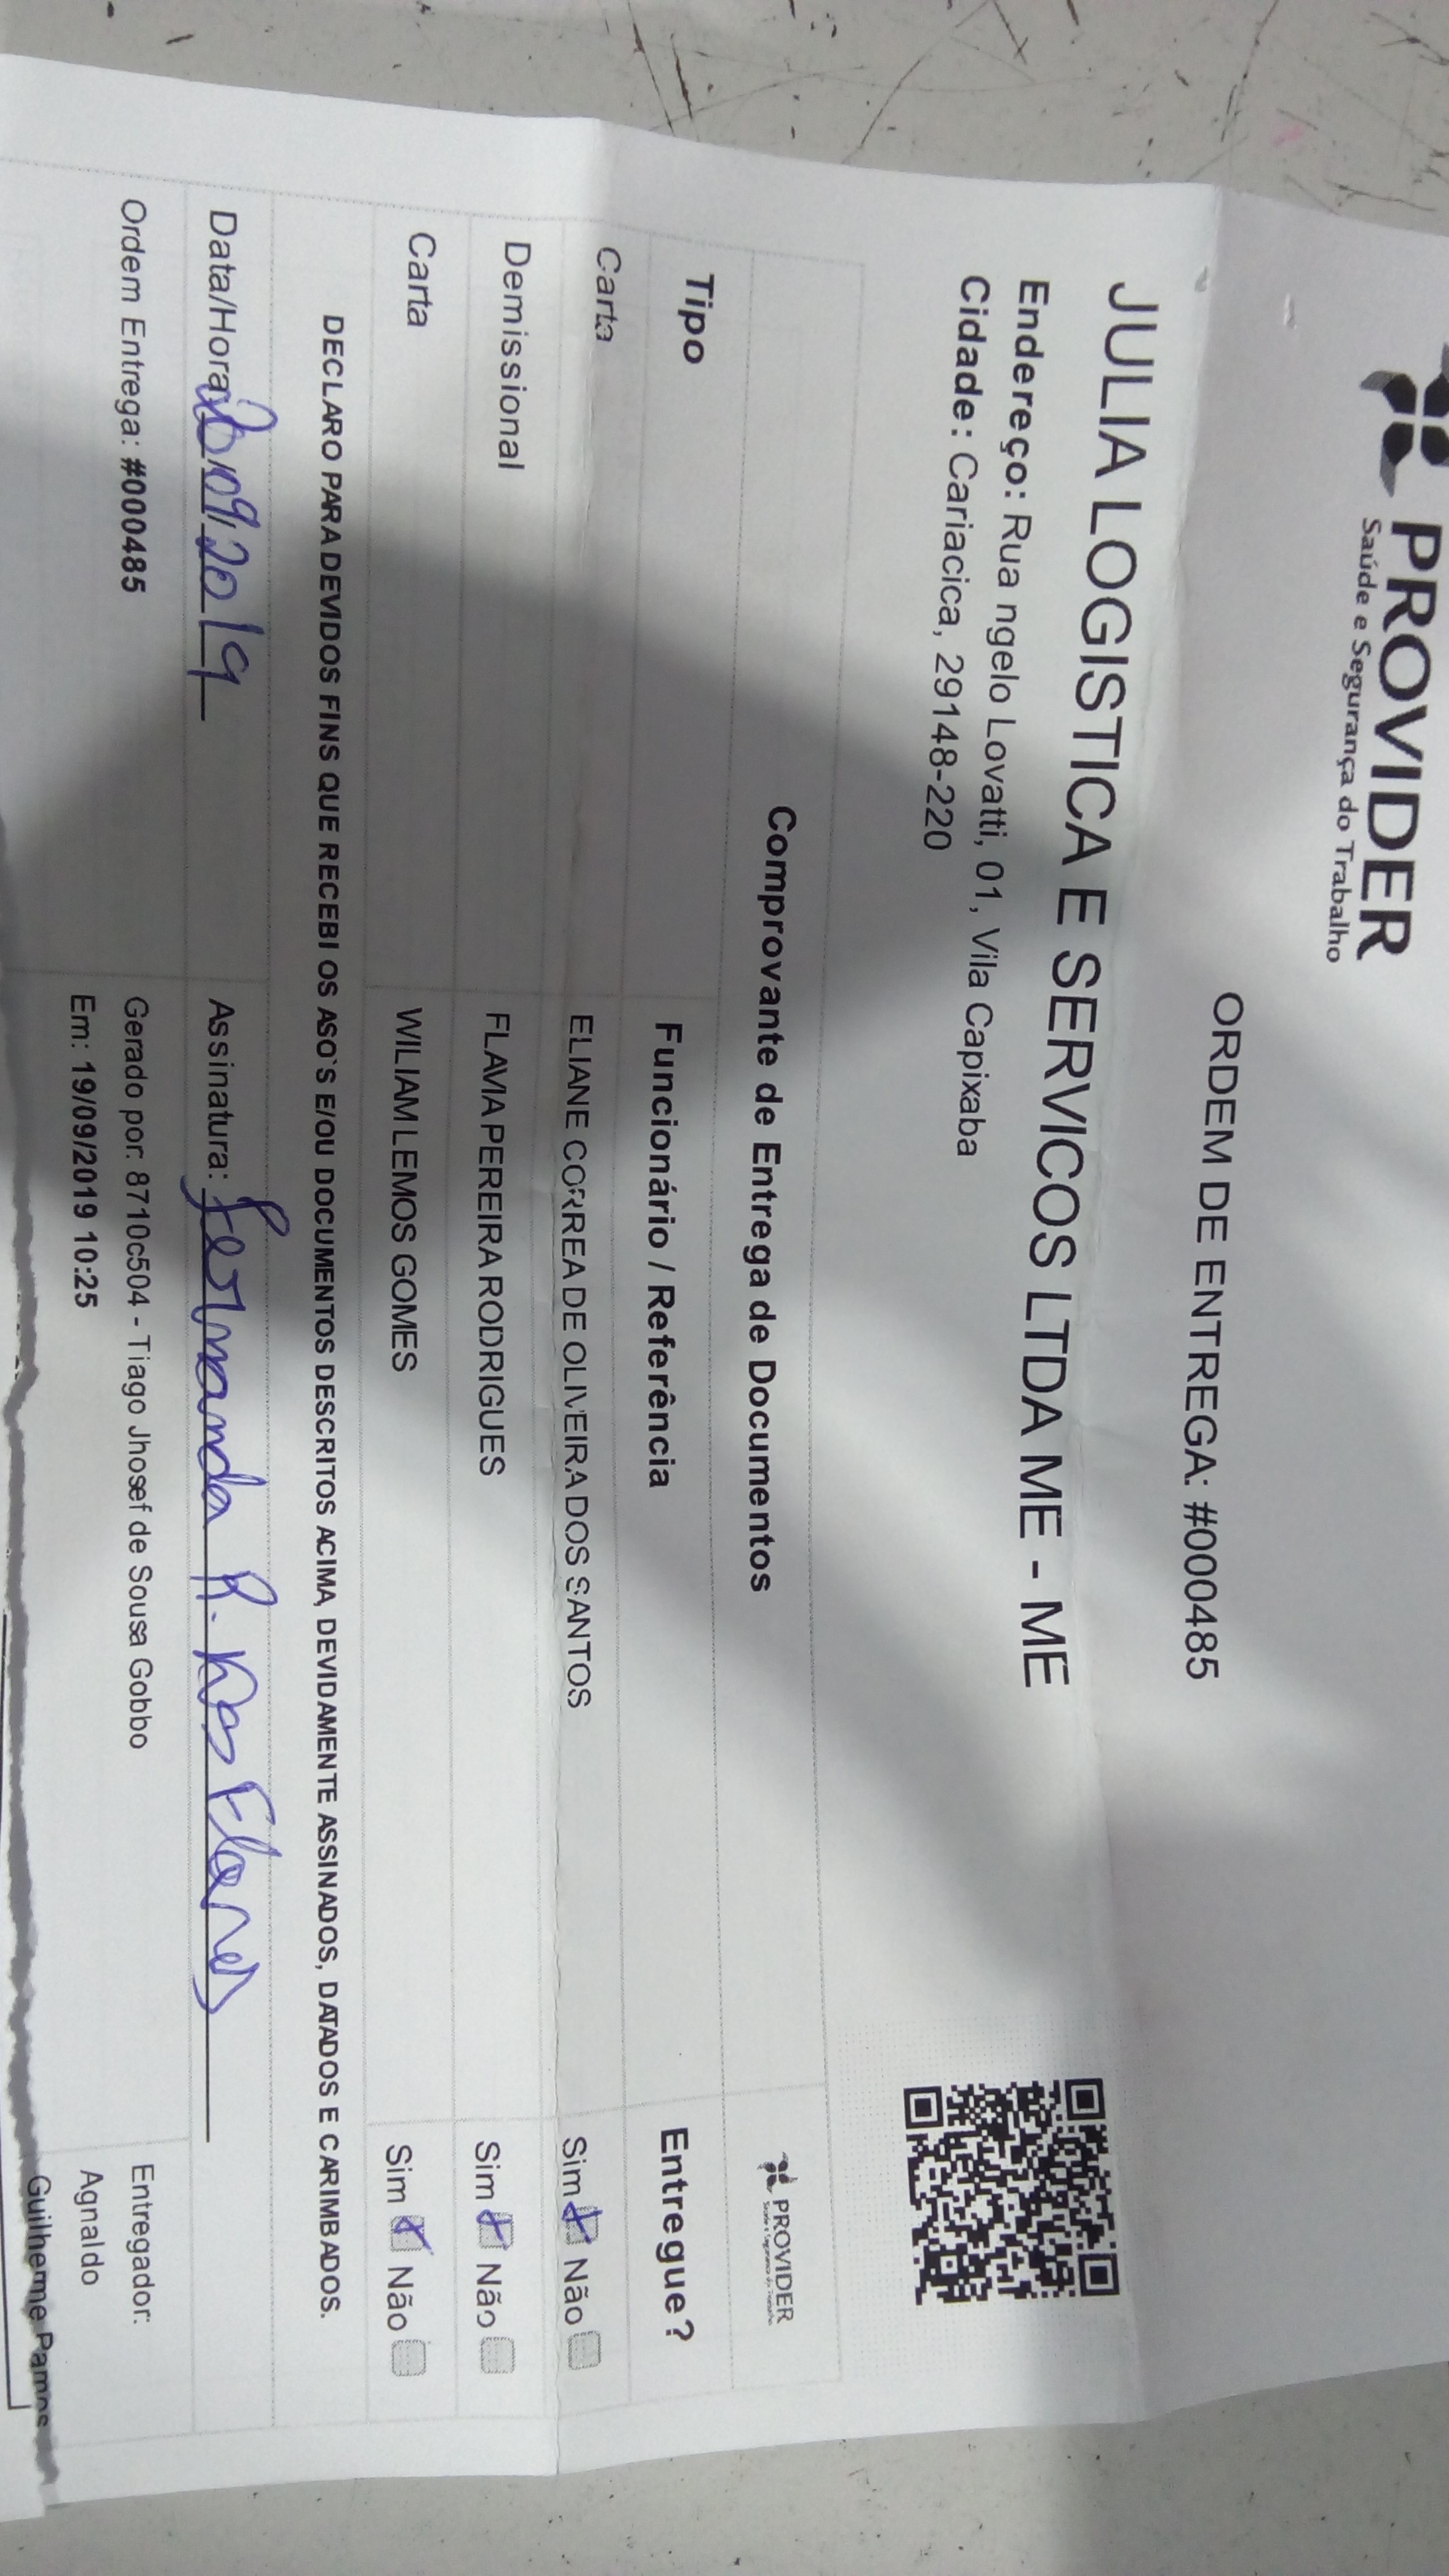 PROVIDER
Saúde e Segurança do Trabalho
ORDEM DE ENTREGA: #000485
JULIA LOGISTICA E SERVICOS LTDA ME - ME
Endereço: Rua ngelo Lovatti, 01, Vila Capixaba
Cidade: Cariacica, 29148-220
Comprovante de Entrega de Documentos
PROVIDER
Tipo Funcionário / Referência Entregue?
Carta ELIANE CORREA DE OLIVEIRA DOS SANTOS Sim Não
Demissional FLAVIA PEREIRA RODRIGUES Sim Não
Carta WILIAM LEMOS GOMES Sim Não
DECLARO PARA DEVIDOS FINS QUE RECEBI OS ASO`S E/OU DOCUMENTOS DESCRITOS ACIMA, DEVIDAMENTE ASSINADOS, DATADOS E CARIMBADOS.
Data/Hora: /09/2019 Assinatura: Fernanda R.
Ordem Entrega: #000485 Gerado por: 8710c504 - Tiago Jhosef de Sousa Gobbo Entregador:
Em: 19/09/2019 10:25 Agnaldo
Guilherme